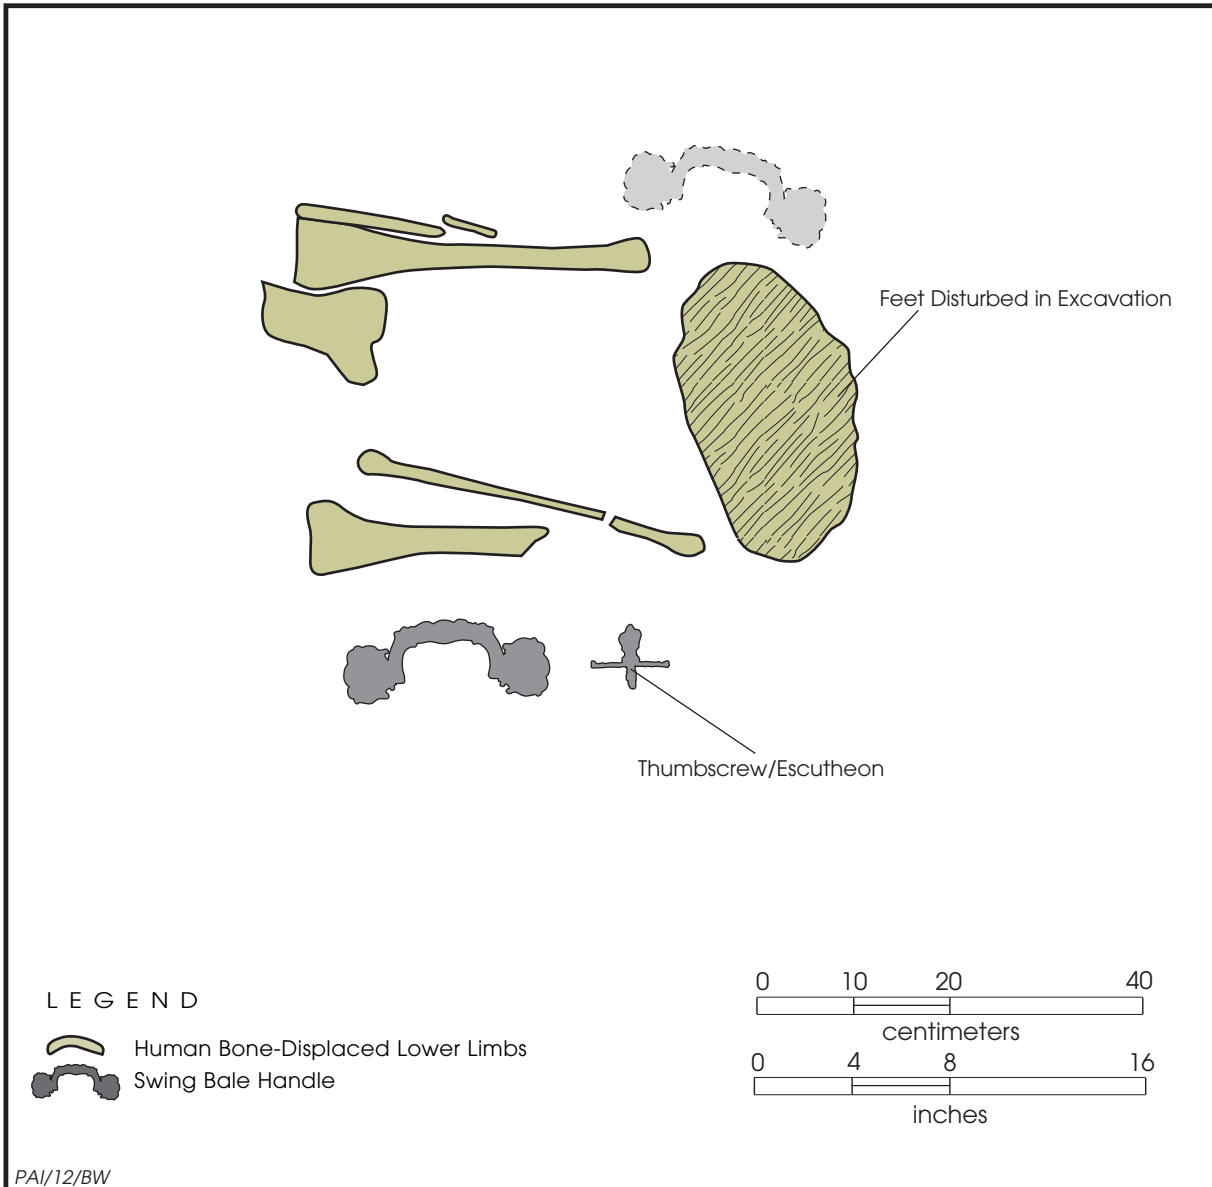 Feet Disturbed in Excavation
Thumbscrew/Escutheon
LEGEND
Human Bone-Displaced Lower Limbs
Swing Bale Handle
0 10 20 40
centimeters
0 4 8 16
inches
PAI/12/BW